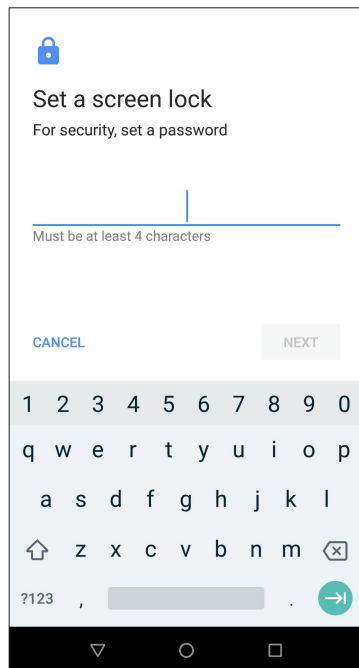 Set a screen lock
For security, set a password
Must be at least 4 characters
CANCEL NEXT
1 2 3 4 5 6 7 8 9 0
q w e r t y u i o p
a s d f g h j k l
z x c v b n m
?123 , .